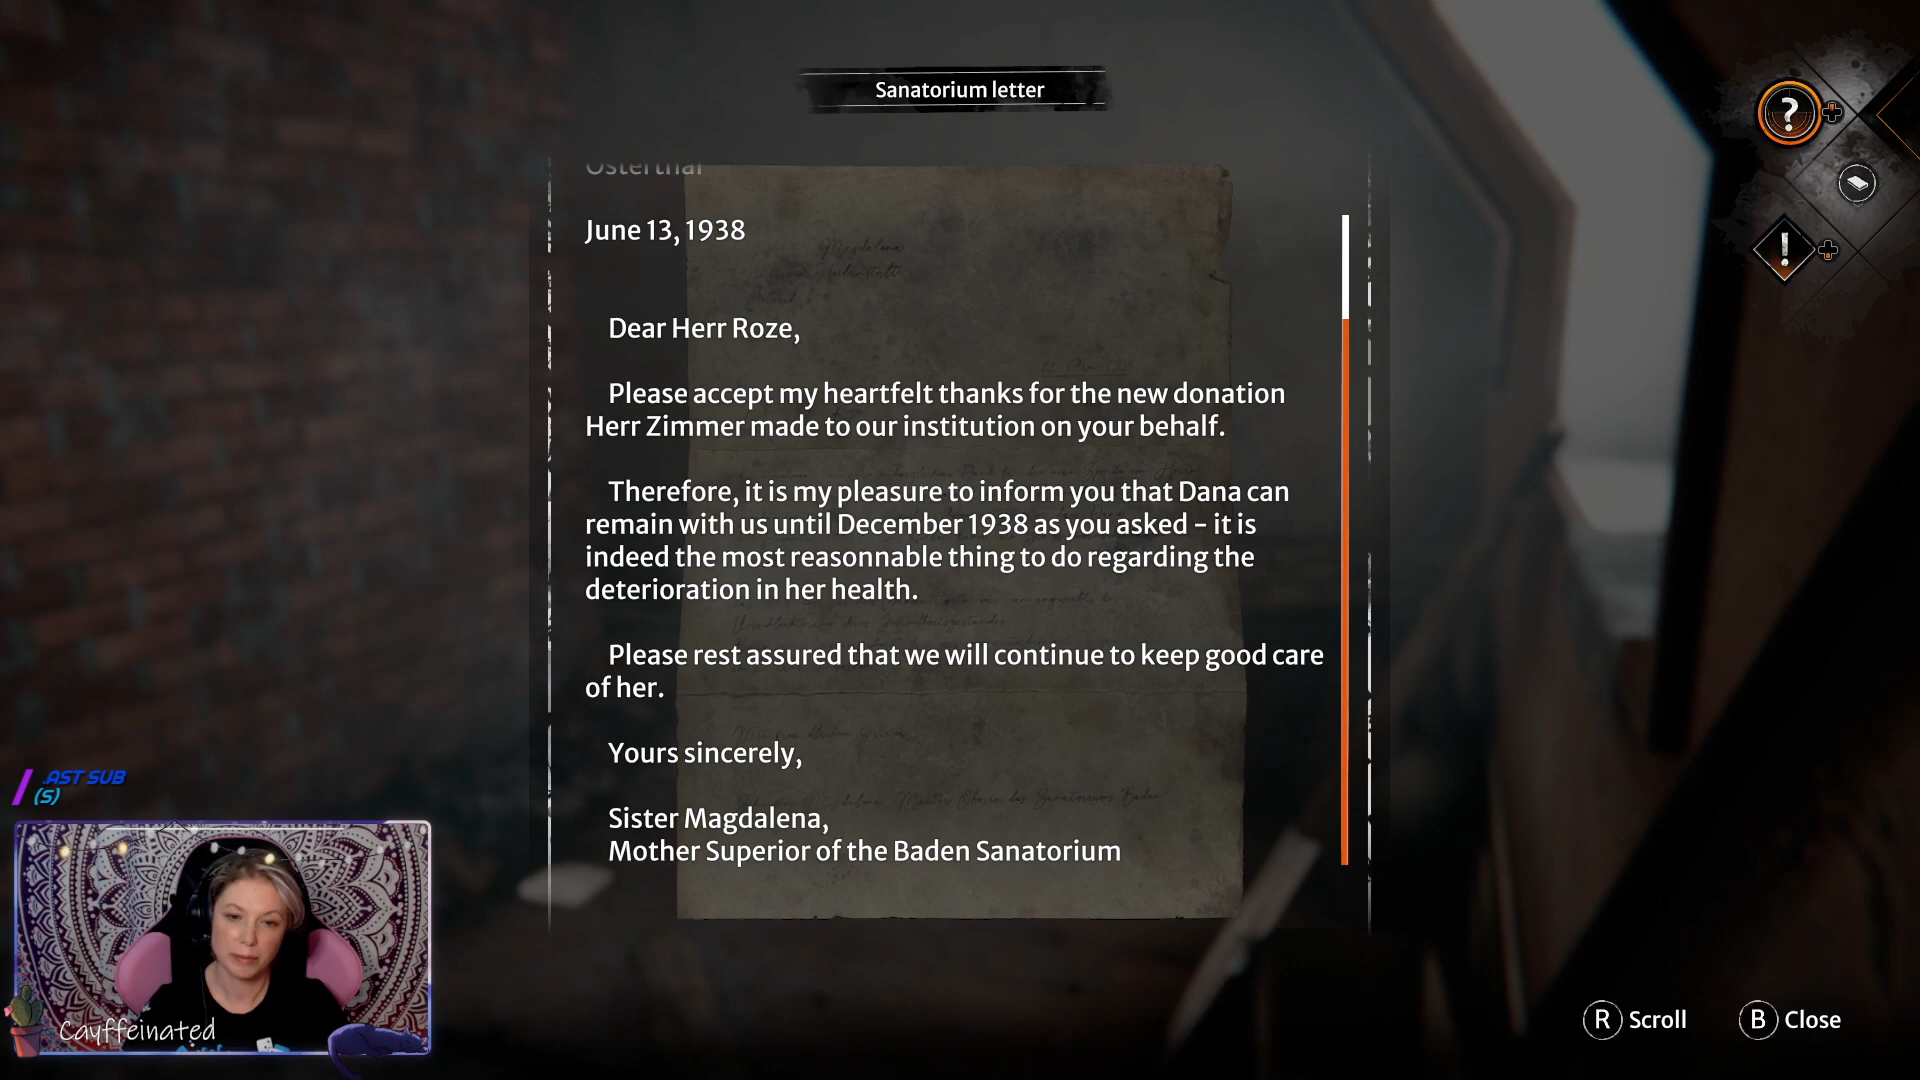 Sanatorium letter
Osterthal
June 13, 1938
Dear Herr Roze,
Please accept my heartfelt thanks for the new donation
Herr Zimmer made to our institution on your behalf.
Therefore, it is my pleasure to inform you that Dana can
remain with us until December 1938 as you asked – it is
indeed the most reasonnable thing to do regarding the
deterioration in her health.
Please rest assured that we will continue to keep good care
of her.
Yours sincerely,
Sister Magdalena,
Mother Superior of the Baden Sanatorium
?
!
AST SUB
(S)
Cayffeinated
R Scroll
B Close